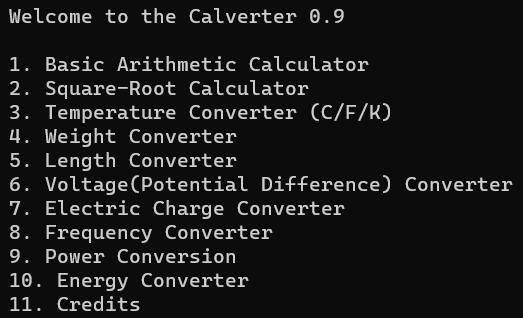 Welcome to the Calverter 0.9
1. Basic Arithmetic Calculator
2. Square-Root Calculator
3. Temperature Converter (C/F/K)
4. Weight Converter
5. Length Converter
6. Voltage(Potential Difference) Converter
7. Electric Charge Converter
8. Frequency Converter
9. Power Conversion
10. Energy Converter
11. Credits